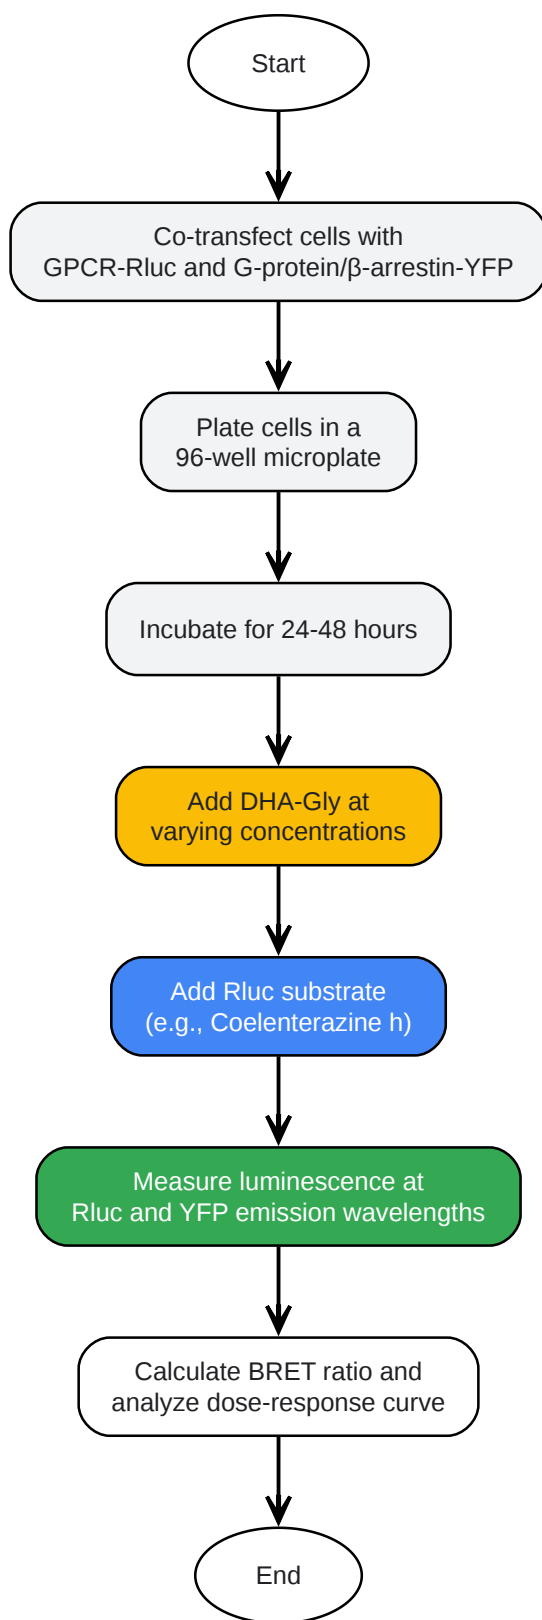 Start
Co-transfect cells with
GPCR-Rluc and G-protein/β-arrestin-YFP
Plate cells in a
96-well microplate
Incubate for 24-48 hours
Add DHA-Gly at
varying concentrations
Add Rluc substrate
(e.g., Coelenterazine h)
Measure luminescence at
Rluc and YFP emission wavelengths
Calculate BRET ratio and
analyze dose-response curve
End